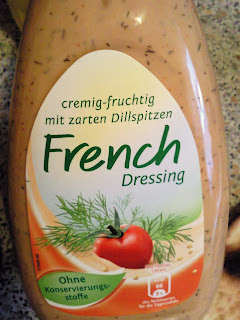 cremig-fruchtig
mit zarten Dillspitzen
French
Dressing
Ohne
Konservierungs-
stoffe